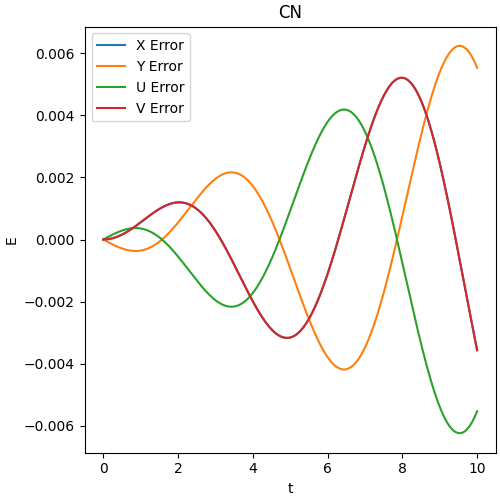 CN
X Error
Y Error
U Error
V Error
0.006
0.004
0.002
0.000
−0.002
−0.004
−0.006
E
0 2 4 6 8 10
t